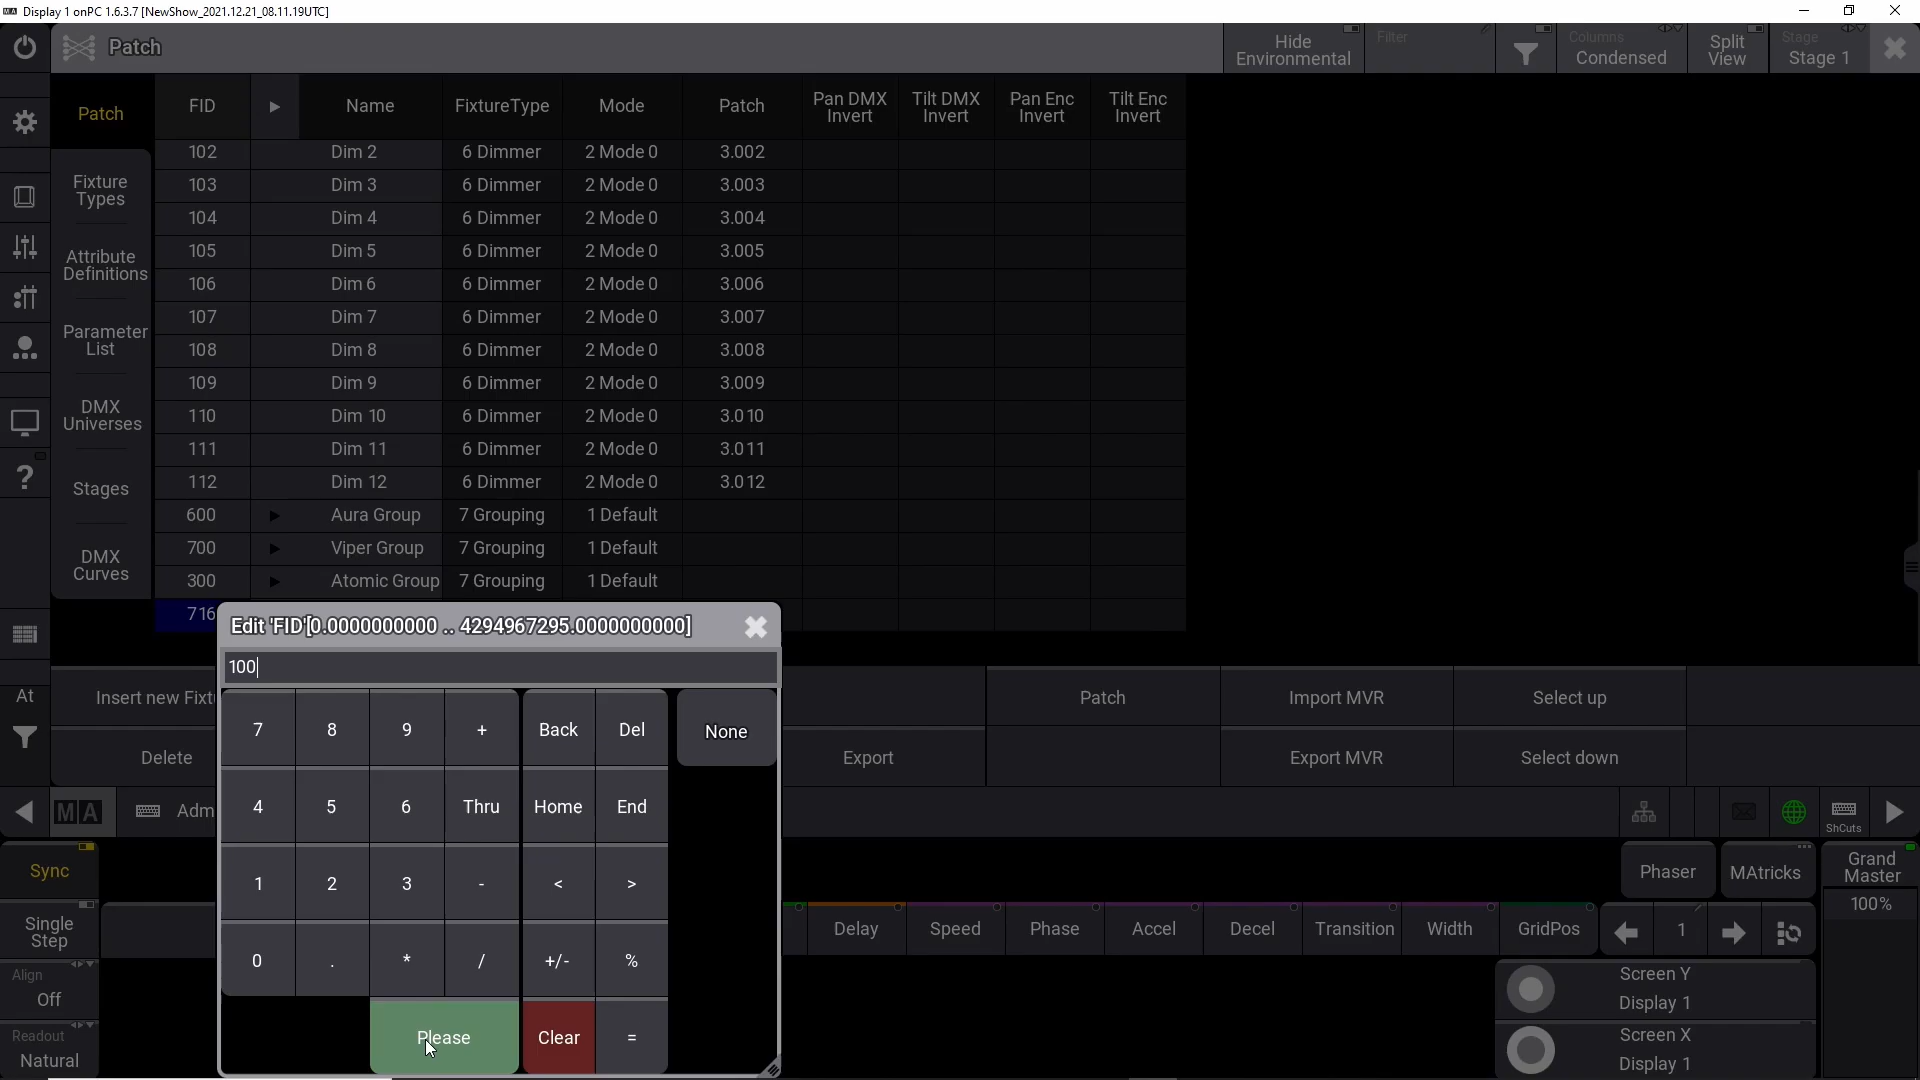 Display 1 onPC 1.6.3.7 [NewShow_2021.12.21_08.11.19UTC]
Patch
Hide
Environmental
Filter
Columns
Condensed
Split
View
Stage
Stage 1
Patch
FID
Name
FixtureType
Mode
Patch
Pan DMX
Invert
Tilt DMX
Invert
Pan Enc
Invert
Tilt Enc
Invert
102 Dim 2 6 Dimmer 2 Mode 0 3.002
103 Dim 3 6 Dimmer 2 Mode 0 3.003
104 Dim 4 6 Dimmer 2 Mode 0 3.004
105 Dim 5 6 Dimmer 2 Mode 0 3.005
106 Dim 6 6 Dimmer 2 Mode 0 3.006
107 Dim 7 6 Dimmer 2 Mode 0 3.007
108 Dim 8 6 Dimmer 2 Mode 0 3.008
109 Dim 9 6 Dimmer 2 Mode 0 3.009
110 Dim 10 6 Dimmer 2 Mode 0 3.010
111 Dim 11 6 Dimmer 2 Mode 0 3.011
112 Dim 12 6 Dimmer 2 Mode 0 3.012
600 Aura Group 7 Grouping 1 Default
700 Viper Group 7 Grouping 1 Default
300 Atomic Group 7 Grouping 1 Default
716
Fixture
Types
Attribute
Definitions
Parameter
List
DMX
Universes
Stages
DMX
Curves
?
At
Edit 'FID'[0.0000000000 .. 4294967295.0000000000]
100
7 8 9 + Back Del None
4 5 6 Thru Home End
1 2 3 - < >
0 . * / +/- %
Please Clear =
Insert new Fixtu
Patch
Import MVR
Select up
Delete
Export
Export MVR
Select down
MA
Adm
ShCuts
Sync
Phaser
MAtricks
Grand
Master
100%
Single
Step
Delay
Speed
Phase
Accel
Decel
Transition
Width
GridPos
1
Align
Off
Screen Y
Display 1
Readout
Natural
Screen X
Display 1